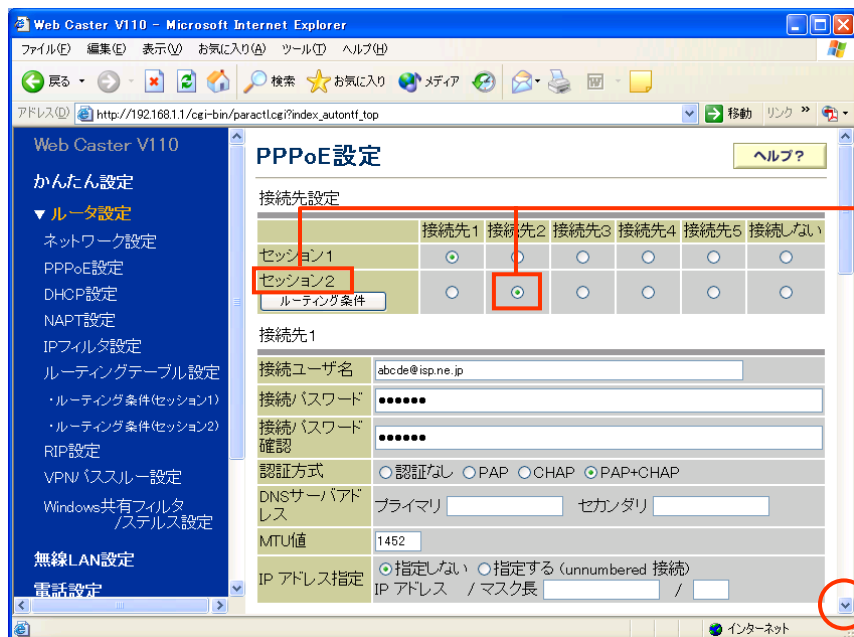 Web Caster V110 - Microsoft Internet Explorer
ファイル(F) 編集(E) 表示(V) お気に入り(A) ツール(T) ヘルプ(H)
戻る 検索 お気に入り メディア
アドレス(D) http://192.168.1.1/cgi-bin/paractl.cgi?index_autontf_top 移動 リンク »
Web Caster V110
かんたん設定
▼ルータ設定
ネットワーク設定
PPPoE設定
DHCP設定
NAPT設定
IPフィルタ設定
ルーティングテーブル設定
・ルーティング条件(セッション1)
・ルーティング条件(セッション2)
RIP設定
VPNパススルー設定
Windows共有フィルタ
/ステルス設定
無線LAN設定
電話設定
PPPoE設定
ヘルプ?
接続先設定
接続先1 接続先2 接続先3 接続先4 接続先5 接続しない
セッション1
セッション2
ルーティング条件
接続先1
接続ユーザ名 abcde@isp.ne.jp
接続パスワード ●●●●●●
接続パスワード
確認 ●●●●●●
認証方式 認証なし PAP CHAP PAP+CHAP
DNSサーバアド
レス プライマリ セカンダリ
MTU値 1452
IP アドレス指定 指定しない 指定する (unnumbered 接続)
IP アドレス / マスク長 /
インターネット